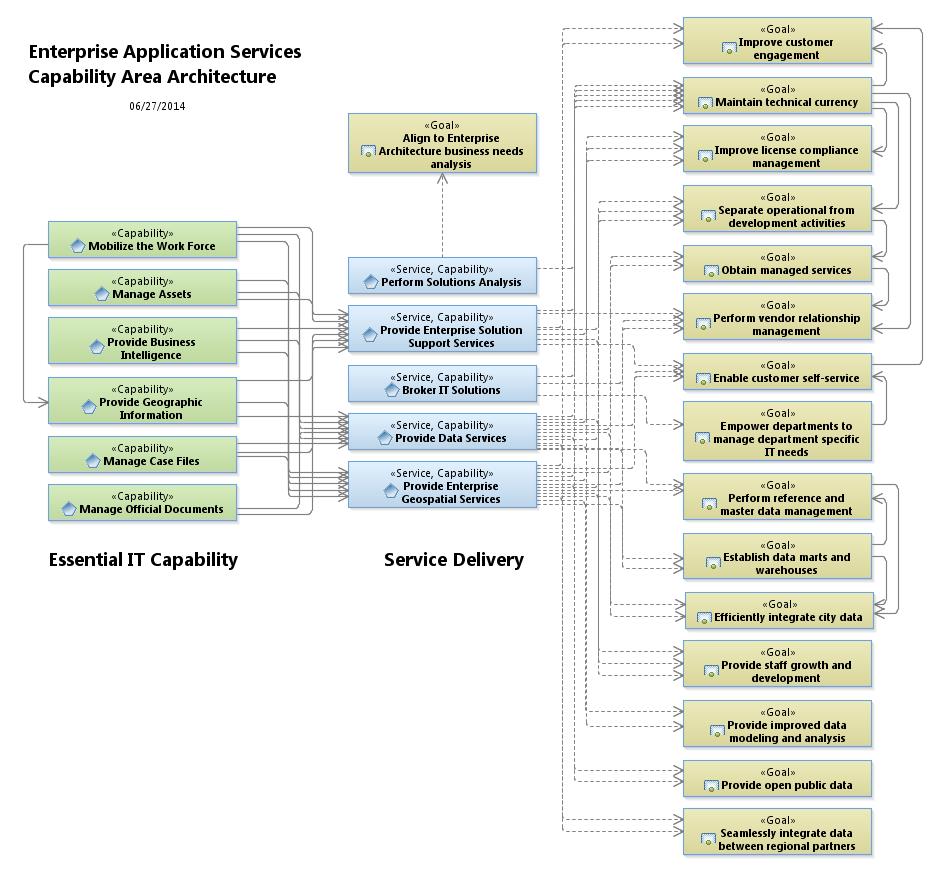 Enterprise Application Services
Capability Area Architecture
06/27/2014
«Capability»
Mobilize the Work Force
«Capability»
Manage Assets
«Capability»
Provide Business
Intelligence
«Capability»
Provide Geographic
Information
«Capability»
Manage Case Files
«Capability»
Manage Official Documents
Essential IT Capability
«Goal»
Align to Enterprise
Architecture business needs
analysis
«Service, Capability»
Perform Solutions Analysis
«Service, Capability»
Provide Enterprise Solution
Support Services
«Service, Capability»
Broker IT Solutions
«Service, Capability»
Provide Data Services
«Service, Capability»
Provide Enterprise
Geospatial Services
Service Delivery
«Goal»
Improve customer
engagement
«Goal»
Maintain technical currency
«Goal»
Improve license compliance
management
«Goal»
Separate operational from
development activities
«Goal»
Obtain managed services
«Goal»
Perform vendor relationship
management
«Goal»
Enable customer self-service
«Goal»
Empower departments to
manage department specific
IT needs
«Goal»
Perform reference and
master data management
«Goal»
Establish data marts and
warehouses
«Goal»
Efficiently integrate city data
«Goal»
Provide staff growth and
development
«Goal»
Provide improved data
modeling and analysis
«Goal»
Provide open public data
«Goal»
Seamlessly integrate data
between regional partners